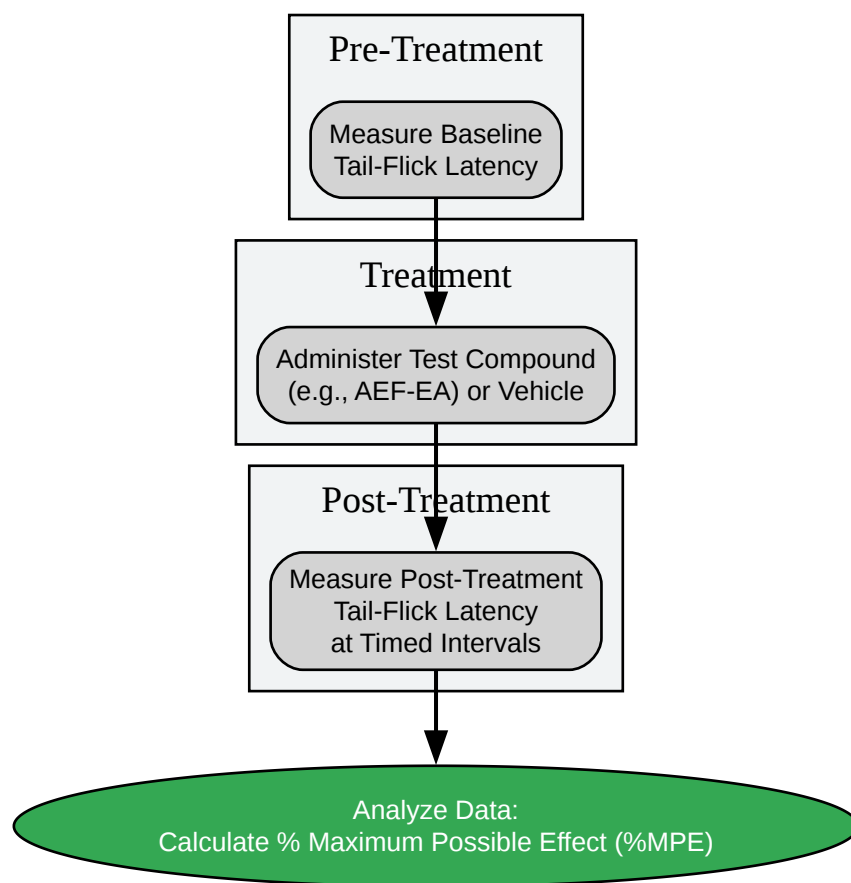 Pre-Treatment
Measure Baseline
Tail-Flick Latency
Treatment
Administer Test Compound
(e.g., AEF-EA) or Vehicle
Post-Treatment
Measure Post-Treatment
Tail-Flick Latency
at Timed Intervals
Analyze Data:
Calculate % Maximum Possible Effect (%MPE)